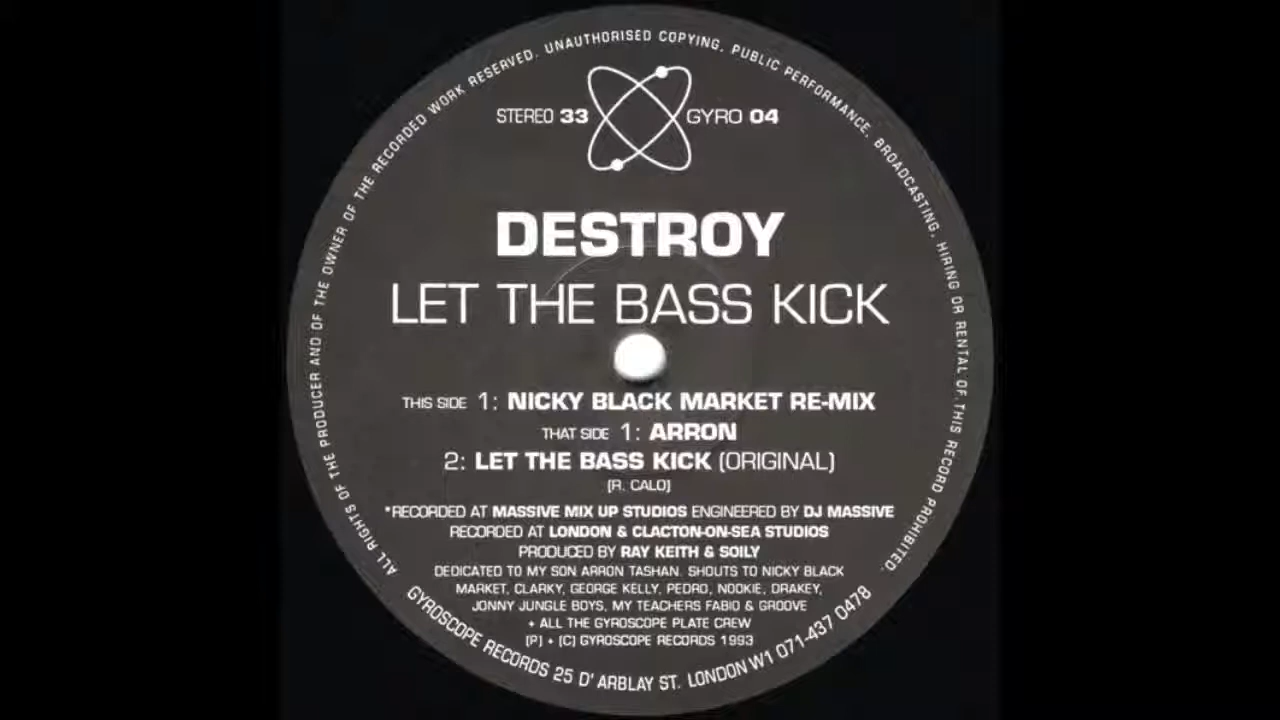 ALL RIGHTS OF THE PRODUCER AND OF THE OWNER OF THE RECORDED WORK RESERVED. UNAUTHORISED COPYING, PUBLIC PERFORMANCE, BROADCASTING, HIRING OR RENTAL OF THIS RECORD PROHIBITED.
STEREO 33 GYRO 04
DESTROY
LET THE BASS KICK
THIS SIDE 1: NICKY BLACK MARKET RE-MIX
THAT SIDE 1: ARRON
2: LET THE BASS KICK (ORIGINAL)
(R. CALO)
*RECORDED AT MASSIVE MIX UP STUDIOS ENGINEERED BY DJ MASSIVE
RECORDED AT LONDON & CLACTON-ON-SEA STUDIOS
PRODUCED BY RAY KEITH & SOILY
DEDICATED TO MY SON ARRON TASHAN. SHOUTS TO NICKY BLACK
MARKET, CLARKY, GEORGE KELLY, PEDRO, NOOKIE, DRAKEY,
JONNY JUNGLE BOYS, MY TEACHERS FABIO & GROOVE
+ ALL THE GYROSCOPE PLATE CREW
(P) + (C) GYROSCOPE RECORDS 1993
GYROSCOPE RECORDS 25 D'ARBLAY ST. LONDON W1 071-437 0478